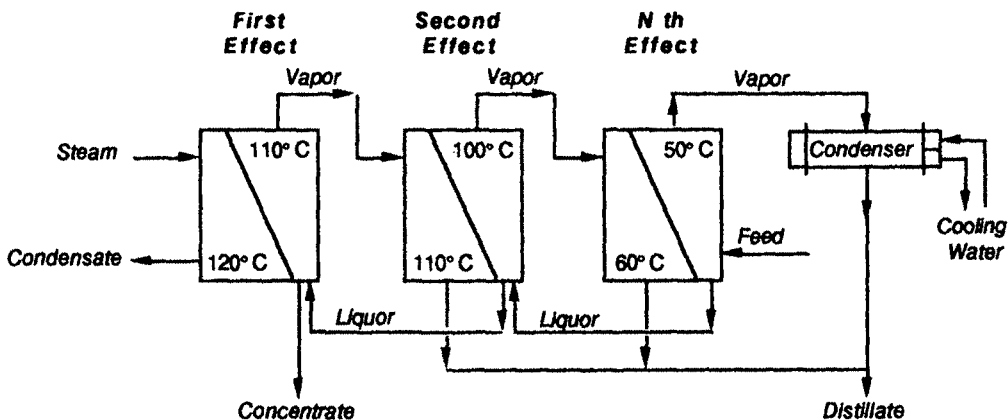 First
Effect
Second
Effect
N th
Effect
Vapor
Vapor
Vapor
Steam
110° C
100° C
50° C
Condenser
Condensate
120° C
110° C
60° C
Feed
Cooling
Water
Liquor
Liquor
Concentrate
Distillate